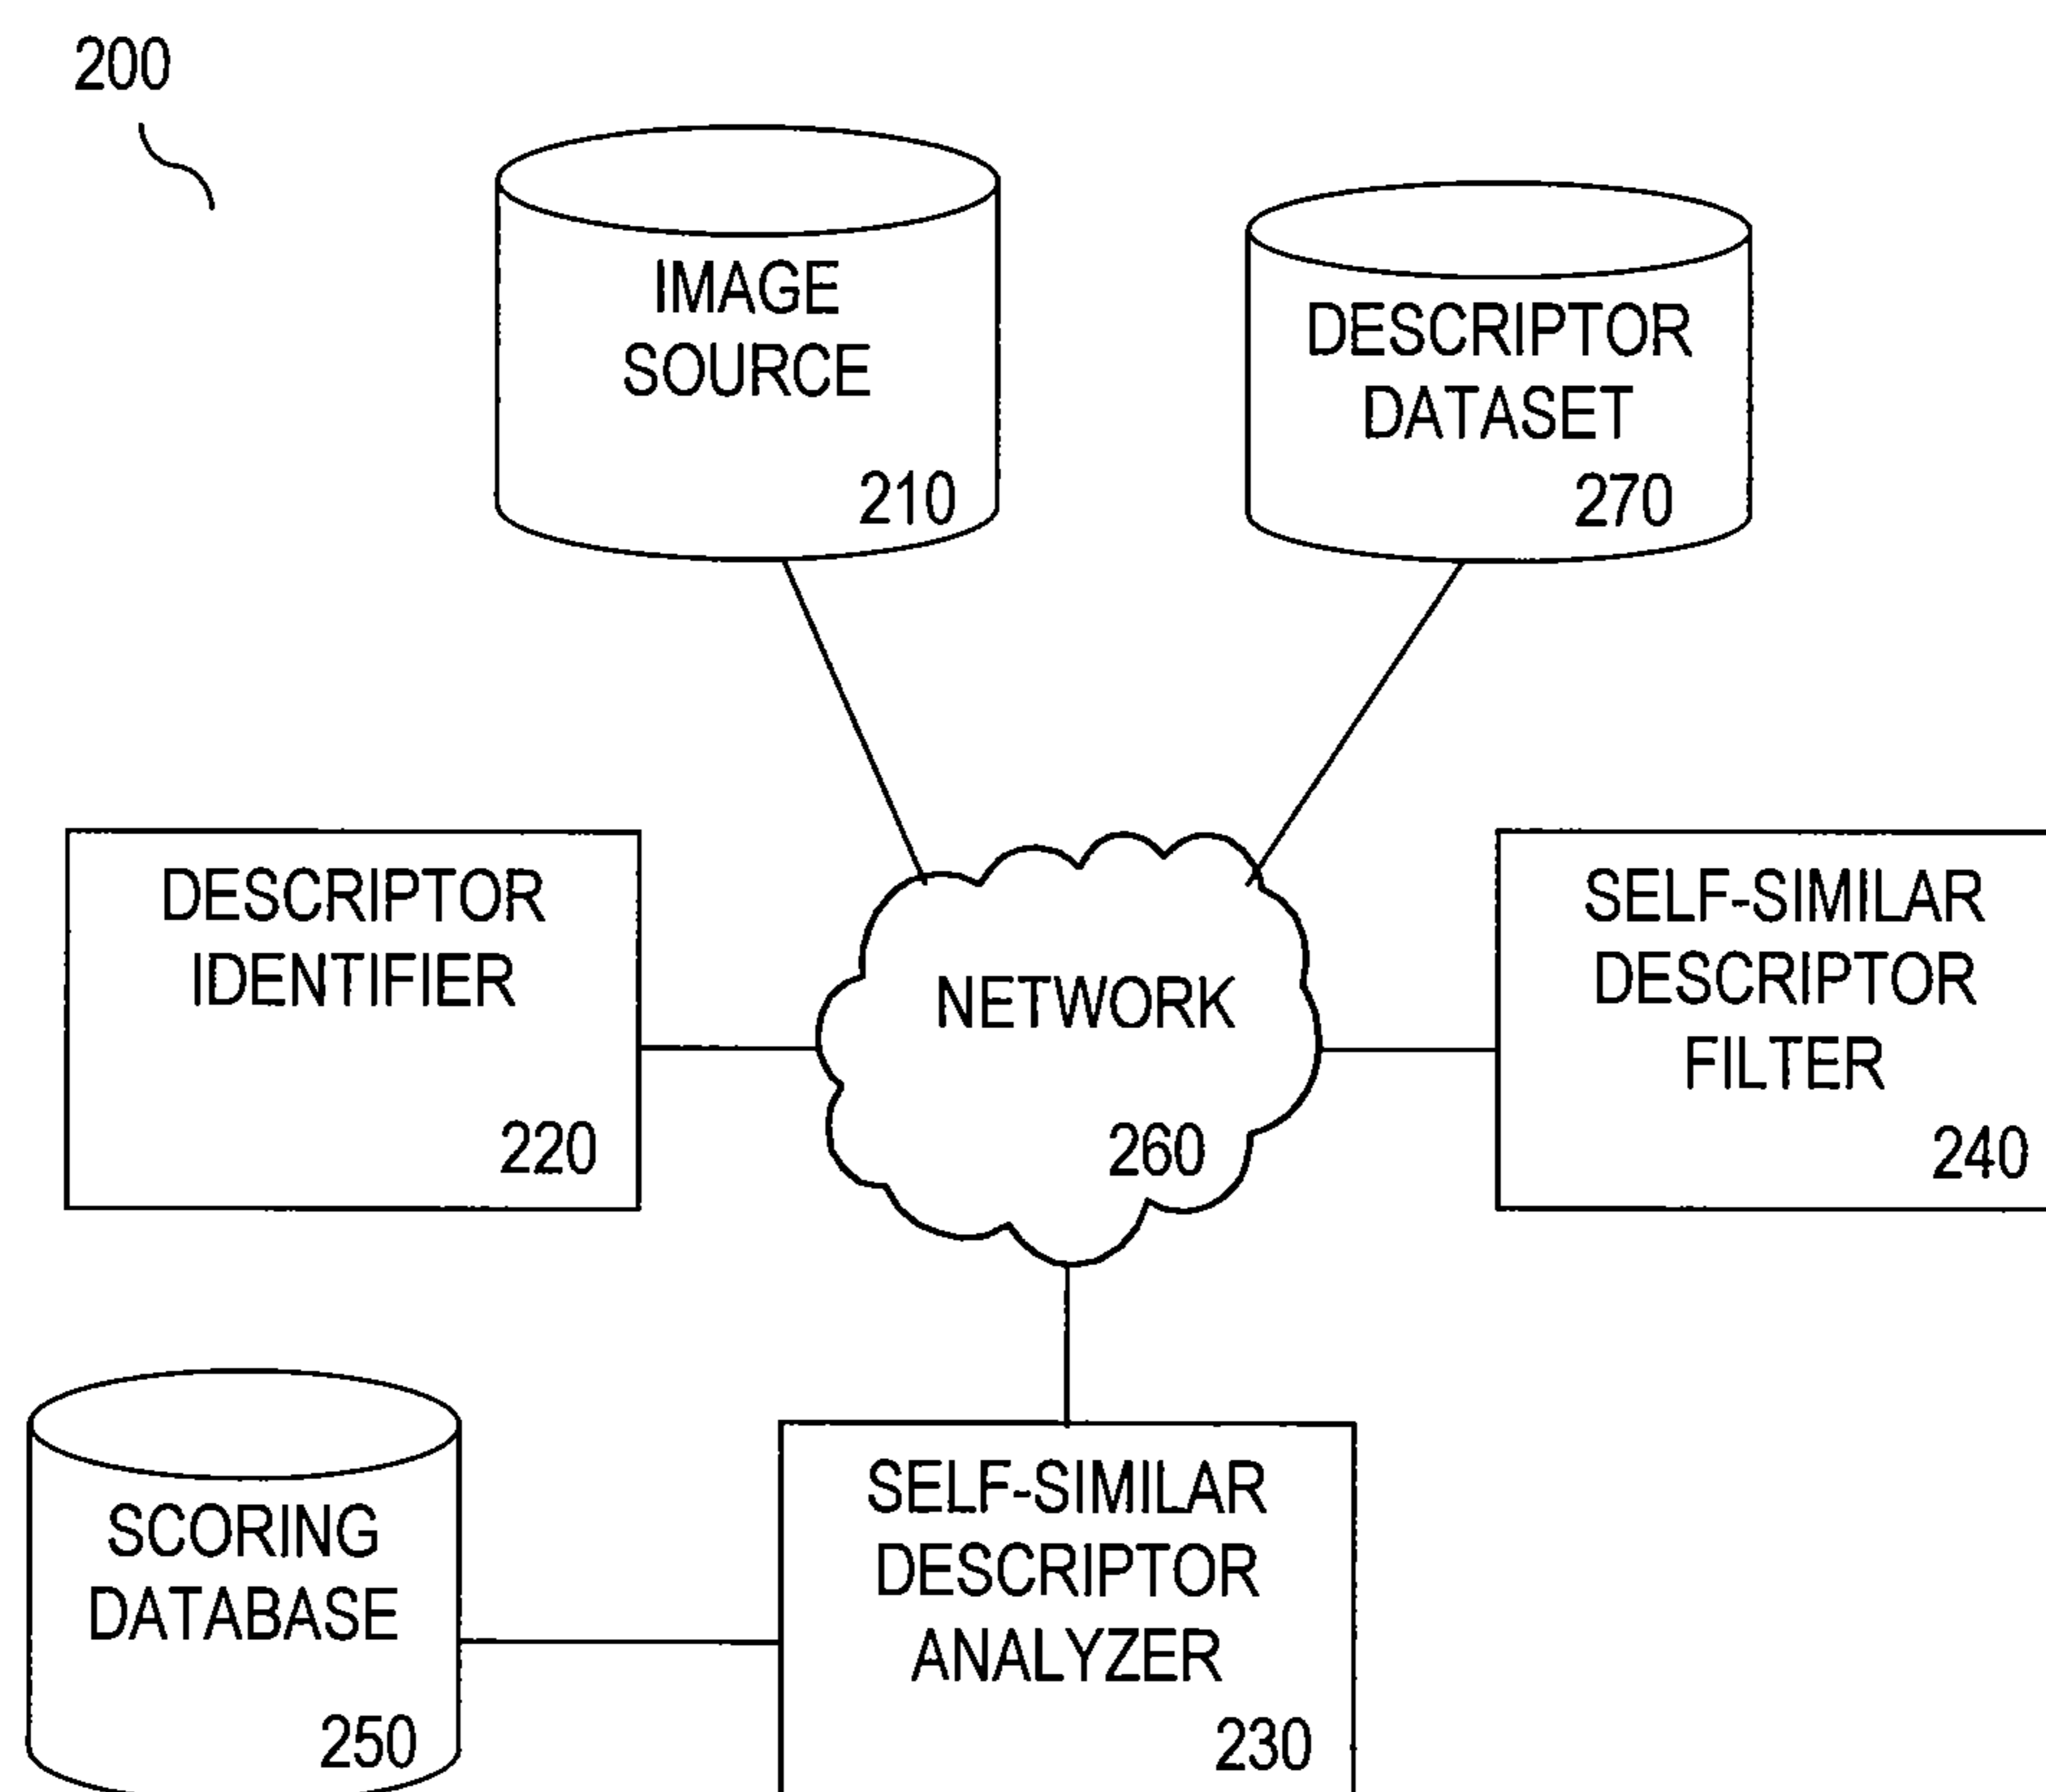 200
IMAGE
SOURCE
210
DESCRIPTOR
DATASET
270
DESCRIPTOR
IDENTIFIER
220
NETWORK
260
SELF-SIMILAR
DESCRIPTOR
FILTER
240
SCORING
DATABASE
250
SELF-SIMILAR
DESCRIPTOR
ANALYZER
230